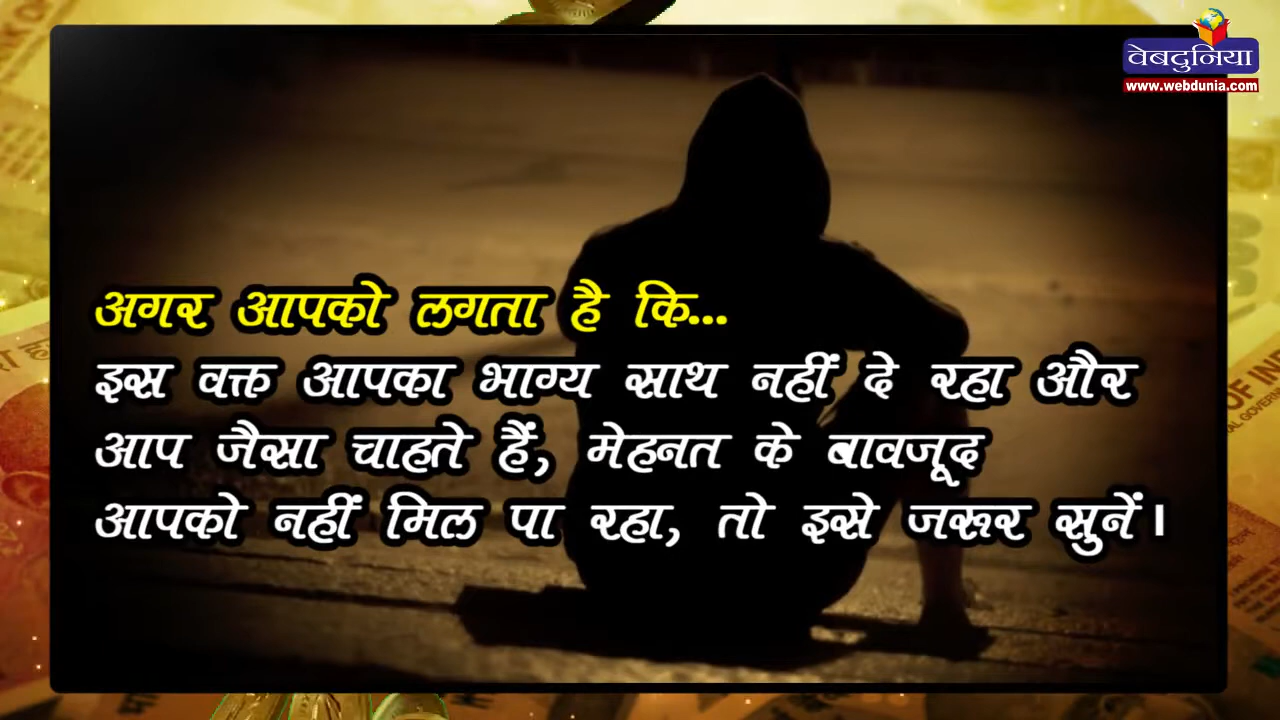 वेबदुनिया
www.webdunia.com
अगर आपको लगता है कि...
इस वक्त आपका भाग्य साथ नहीं दे रहा और
आप जैसा चाहते हैं, मेहनत के बावजूद
आपको नहीं मिल पा रहा, तो इसे जरूर सुनें।